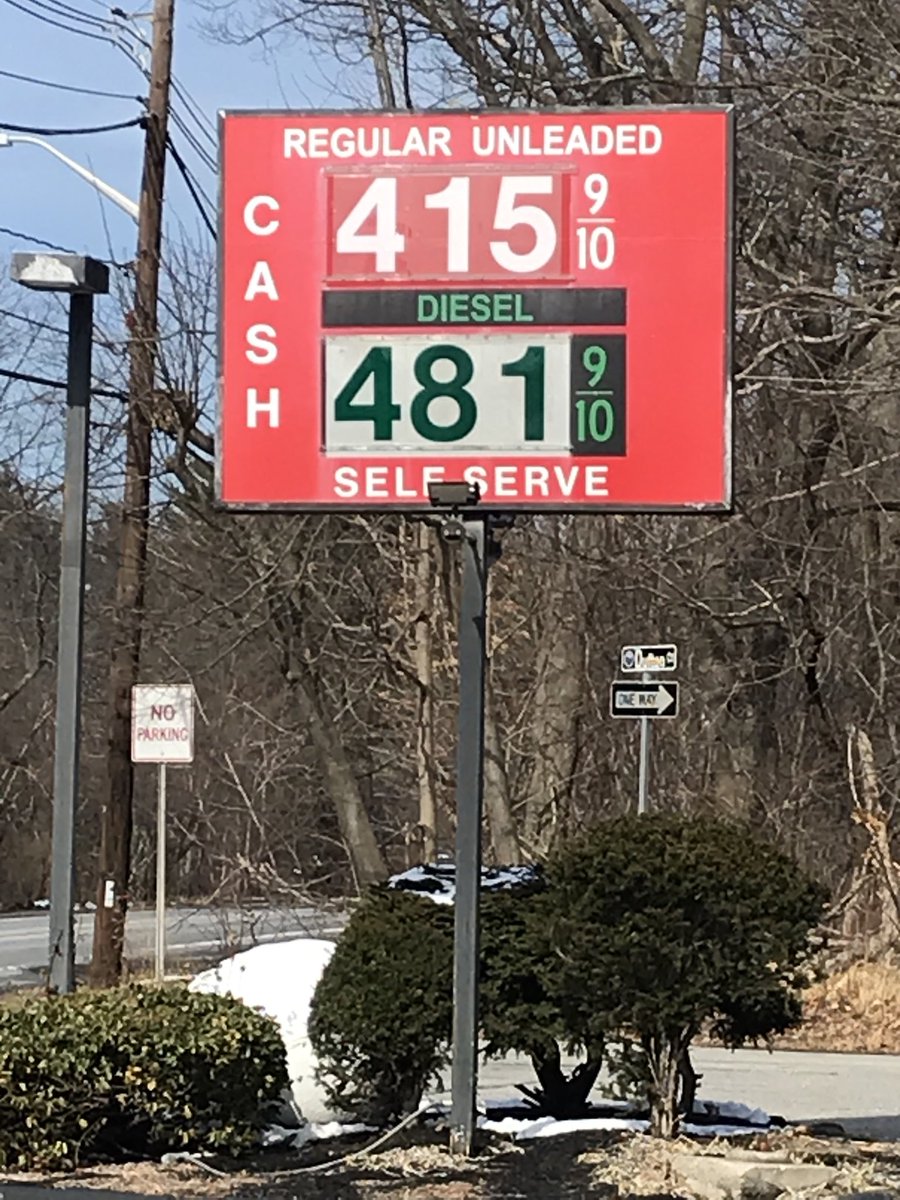 REGULAR UNLEADED
CASH
415 9/10
DIESEL
481 9/10
SELF SERVE
NO
PARKING
ONE WAY